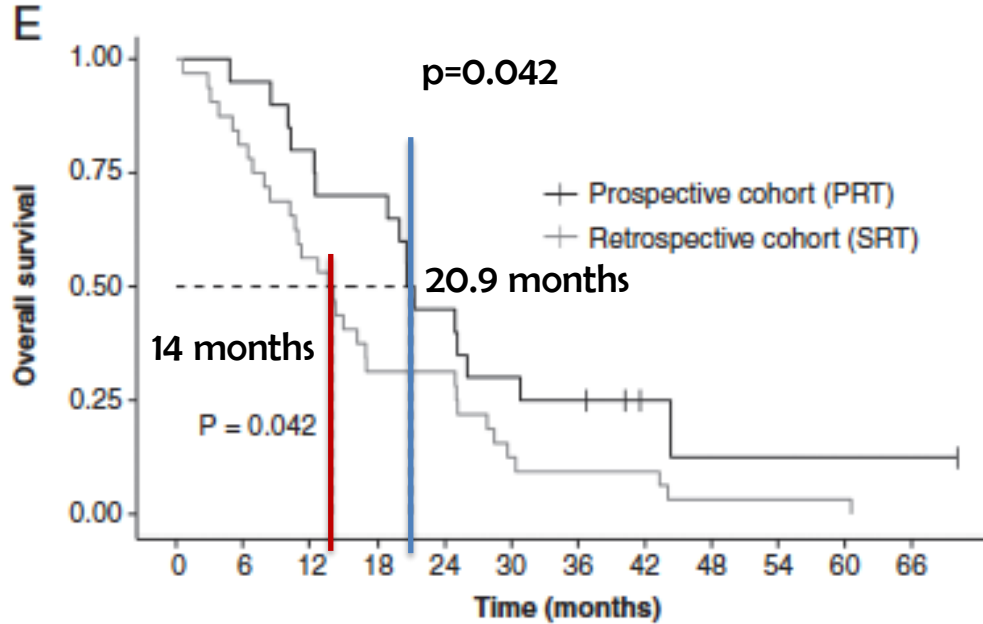 E
1.00
p=0.042
0.75
Prospective cohort (PRT)
Retrospective cohort (SRT)
Overall survival
0.50
20.9 months
14 months
0.25
P = 0.042
0.00
0 6 12 18 24 30 36 42 48 54 60 66
Time (months)